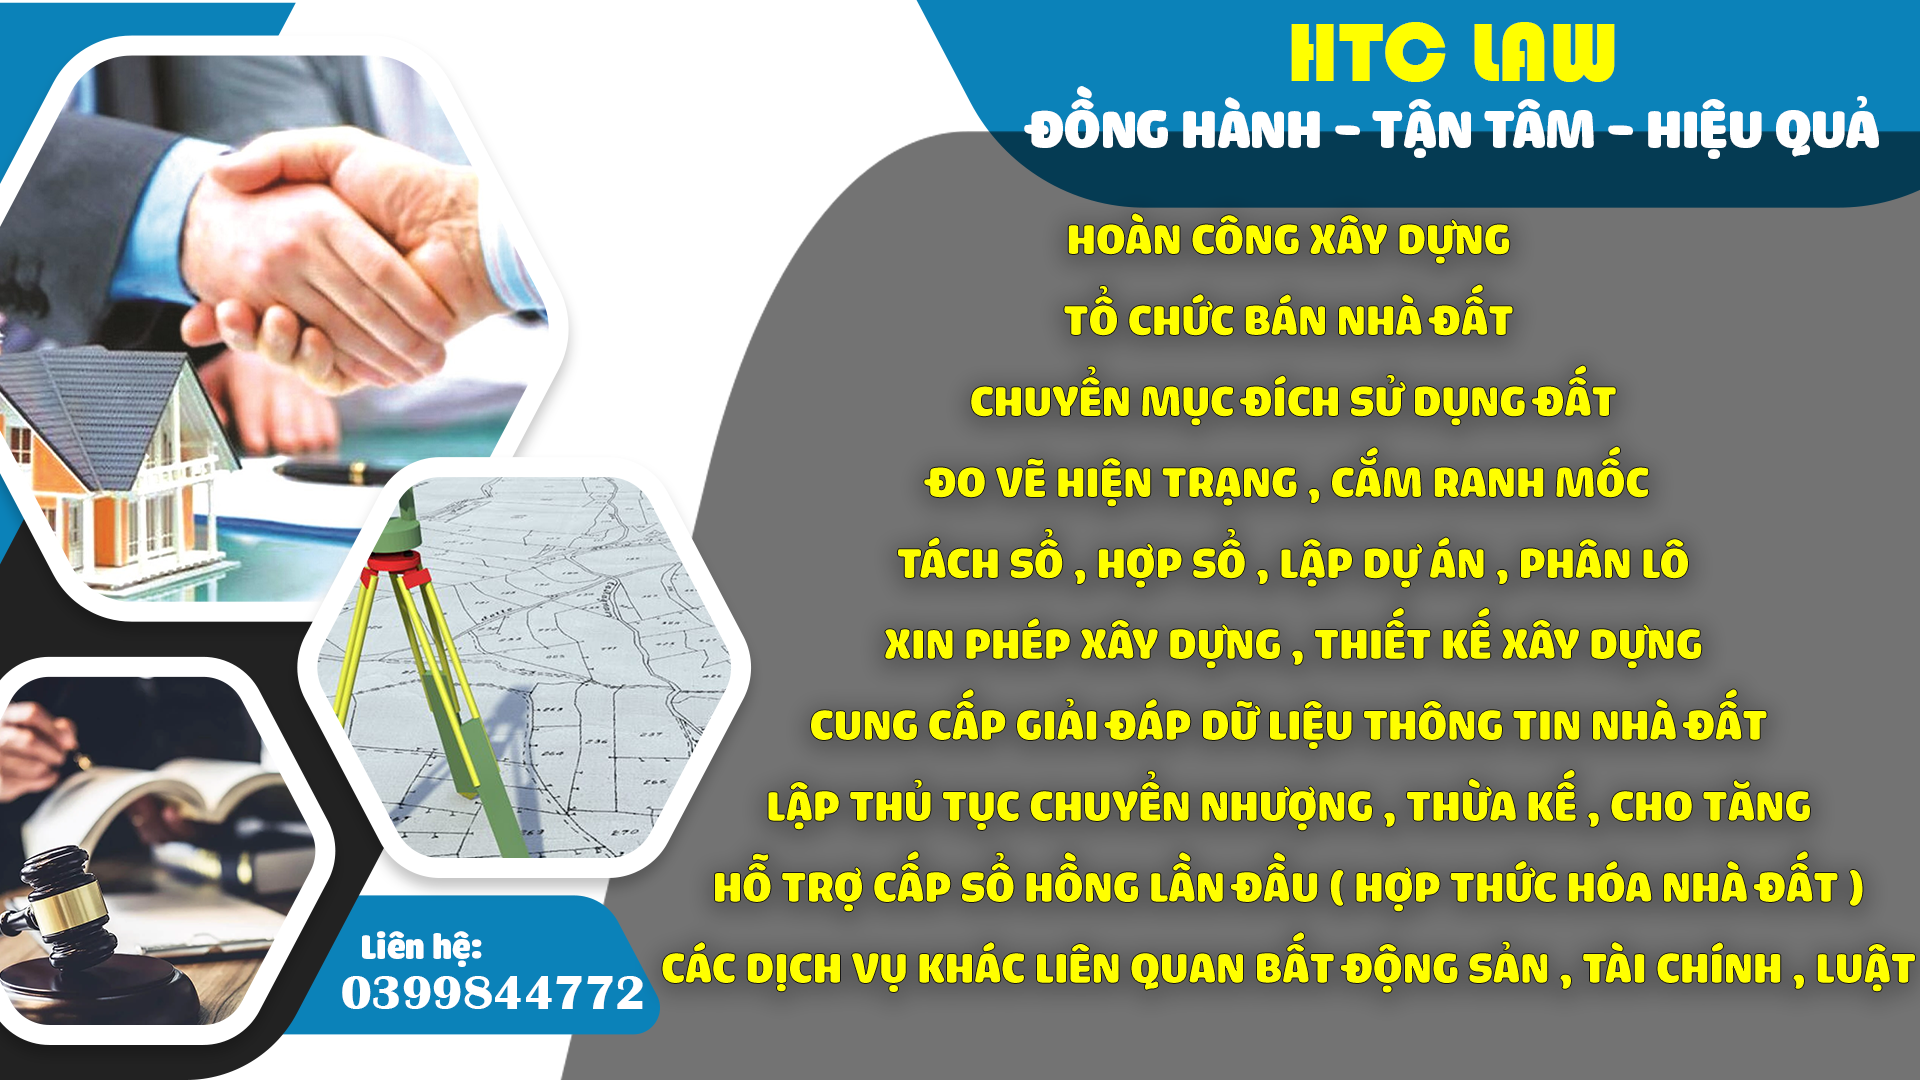 HTC LAW
ĐỒNG HÀNH - TẬN TÂM - HIỆU QUẢ
HOÀN CÔNG XÂY DỰNG
TỔ CHỨC BÁN NHÀ ĐẤT
CHUYỂN MỤC ĐÍCH SỬ DỤNG ĐẤT
ĐO VẼ HIỆN TRẠNG , CẮM RANH MỐC
TÁCH SỔ , HỢP SỔ , LẬP DỰ ÁN , PHÂN LÔ
XIN PHÉP XÂY DỰNG , THIẾT KẾ XÂY DỰNG
CUNG CẤP GIẢI ĐÁP DỮ LIỆU THÔNG TIN NHÀ ĐẤT
LẬP THỦ TỤC CHUYỂN NHƯỢNG , THỪA KẾ , CHO TĂNG
HỖ TRỢ CẤP SỔ HỒNG LẦN ĐẦU ( HỢP THỨC HÓA NHÀ ĐẤT )
CÁC DỊCH VỤ KHÁC LIÊN QUAN BẤT ĐỘNG SẢN , TÀI CHÍNH , LUẬT
Liên hệ:
0399844772